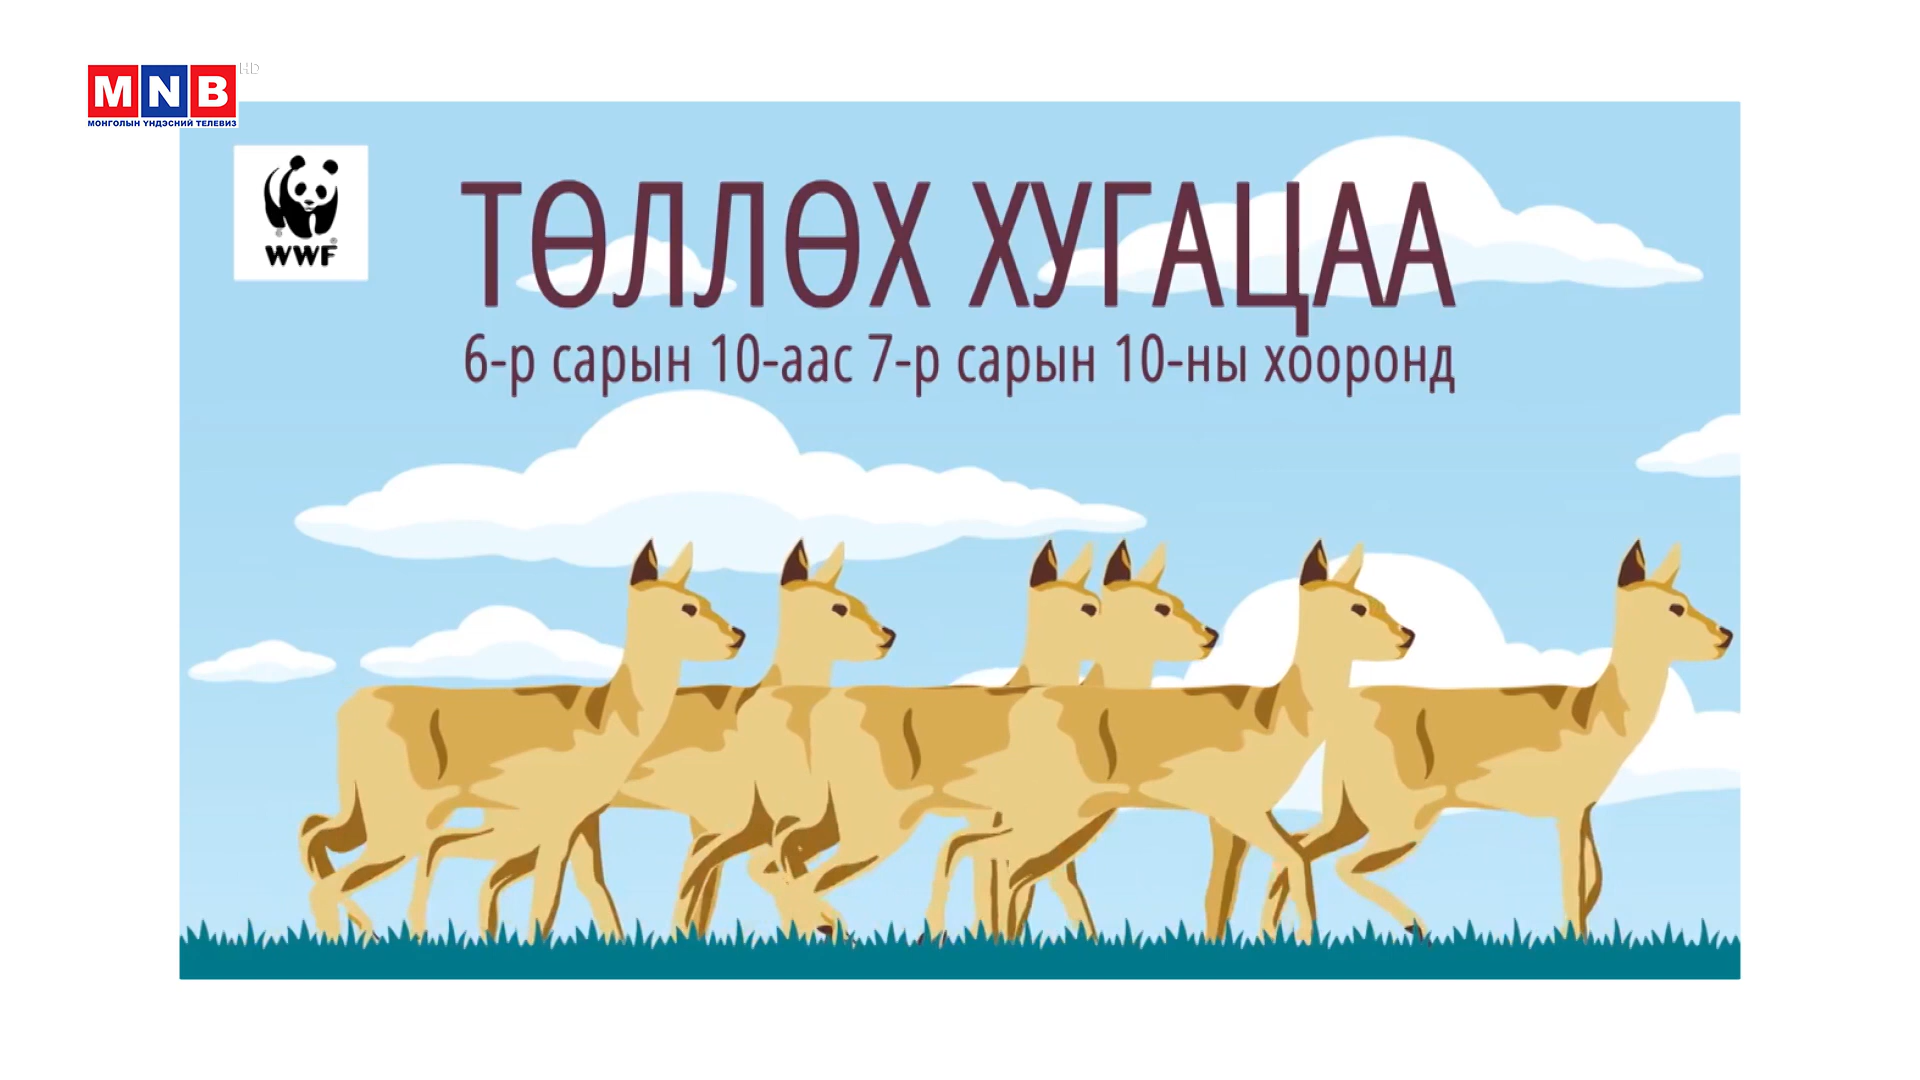 MNB HD
МОНГОЛЫН ҮНДЭСНИЙ ТЕЛЕВИЗ
WWF
ТӨЛЛӨХ ХУГАЦАА
6-р сарын 10-аас 7-р сарын 10-ны хооронд